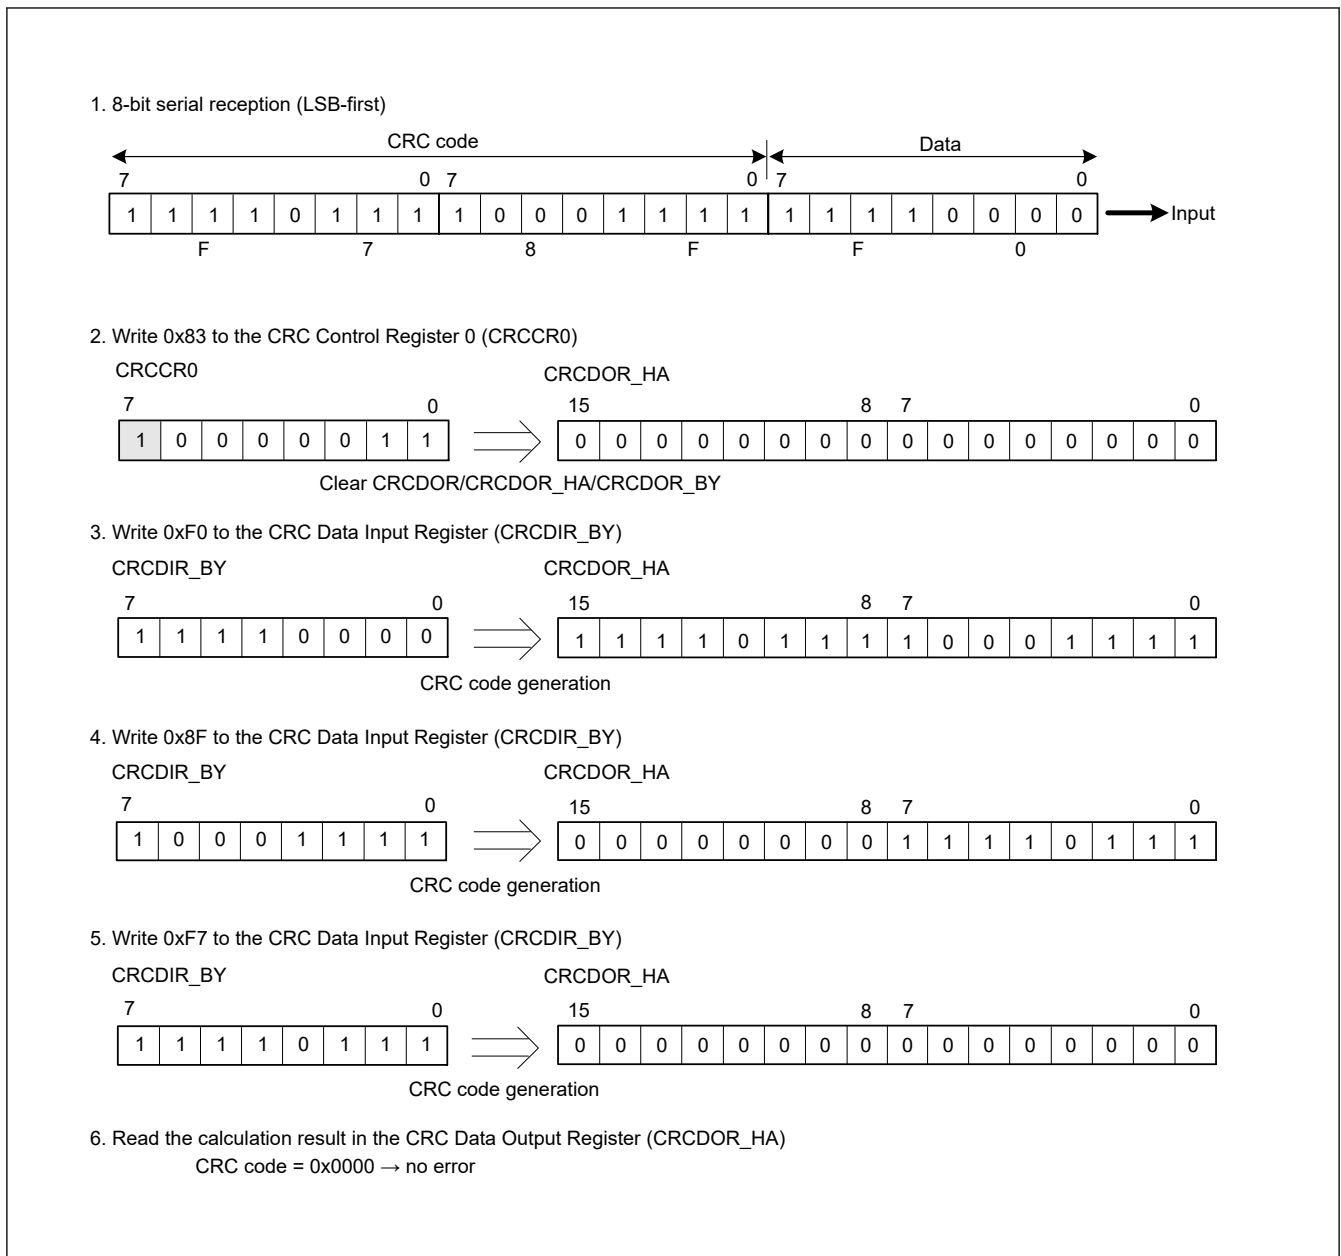 1. 8-bit serial reception (LSB-first)
CRC code Data
7 0 7 0 7 0
1 1 1 1 0 1 1 1 1 0 0 0 1 1 1 1 1 1 1 1 0 0 0 0 Input
F 7 8 F F 0
2. Write 0x83 to the CRC Control Register 0 (CRCCR0)
CRCCR0 CRCDOR_HA
7 0 15 8 7 0
1 0 0 0 0 0 1 1 0 0 0 0 0 0 0 0 0 0 0 0 0 0 0 0
Clear CRCDOR/CRCDOR_HA/CRCDOR_BY
3. Write 0xF0 to the CRC Data Input Register (CRCDIR_BY)
CRCDIR_BY CRCDOR_HA
7 0 15 8 7 0
1 1 1 1 0 0 0 0 1 1 1 1 0 1 1 1 1 0 0 0 1 1 1 1
CRC code generation
4. Write 0x8F to the CRC Data Input Register (CRCDIR_BY)
CRCDIR_BY CRCDOR_HA
7 0 15 8 7 0
1 0 0 0 1 1 1 1 0 0 0 0 0 0 0 0 1 1 1 1 0 1 1 1
CRC code generation
5. Write 0xF7 to the CRC Data Input Register (CRCDIR_BY)
CRCDIR_BY CRCDOR_HA
7 0 15 8 7 0
1 1 1 1 0 1 1 1 0 0 0 0 0 0 0 0 0 0 0 0 0 0 0 0
CRC code generation
6. Read the calculation result in the CRC Data Output Register (CRCDOR_HA)
CRC code = 0x0000 → no error